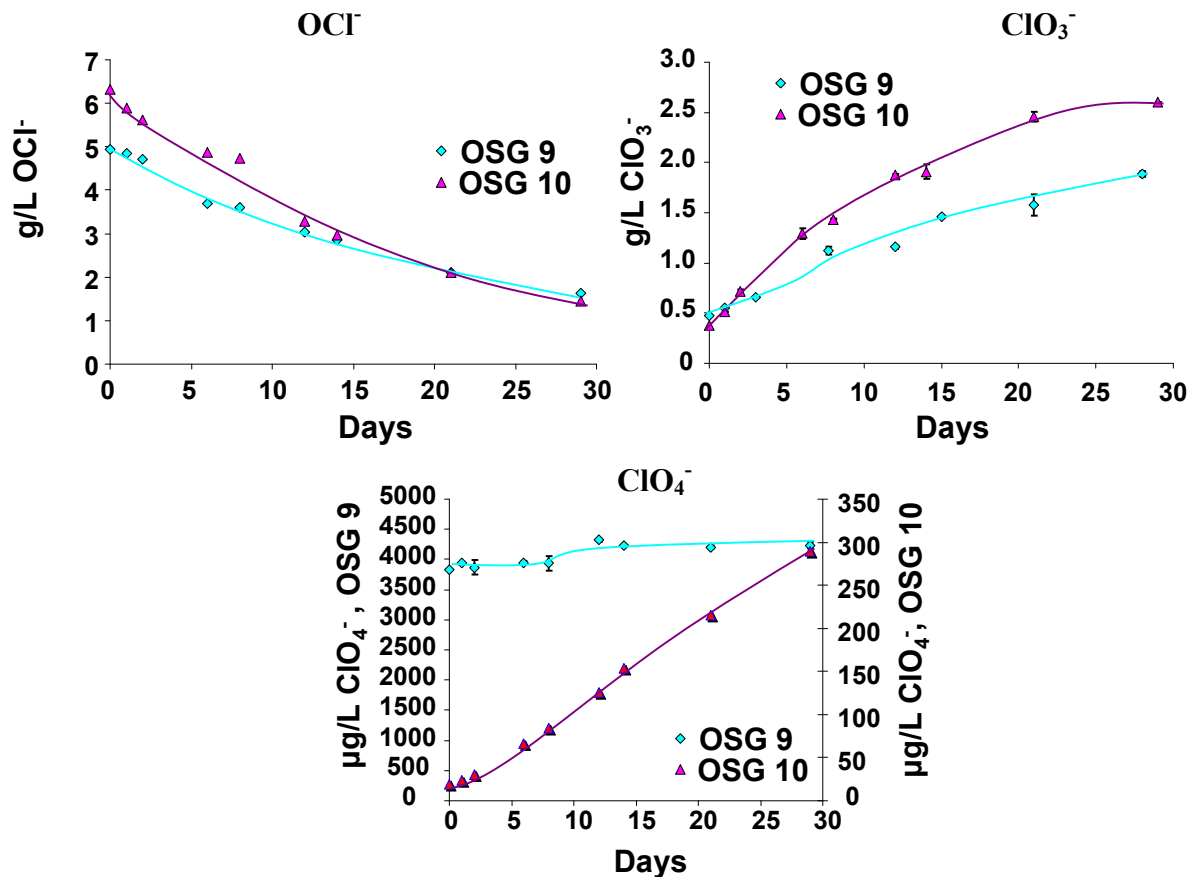 OCl⁻
7
6
5
4
3
2
1
0
g/L OCl⁻
OSG 9
OSG 10
0 5 10 15 20 25 30
Days
ClO₃⁻
3.0
2.5
2.0
1.5
1.0
0.5
0
g/L ClO₃⁻
OSG 9
OSG 10
0 5 10 15 20 25 30
Days
ClO₄⁻
5000
4500
4000
3500
3000
2500
2000
1500
1000
500
0
µg/L ClO₄⁻, OSG 9
350
300
250
200
150
100
50
0
µg/L ClO₄⁻, OSG 10
OSG 9
OSG 10
0 5 10 15 20 25 30
Days